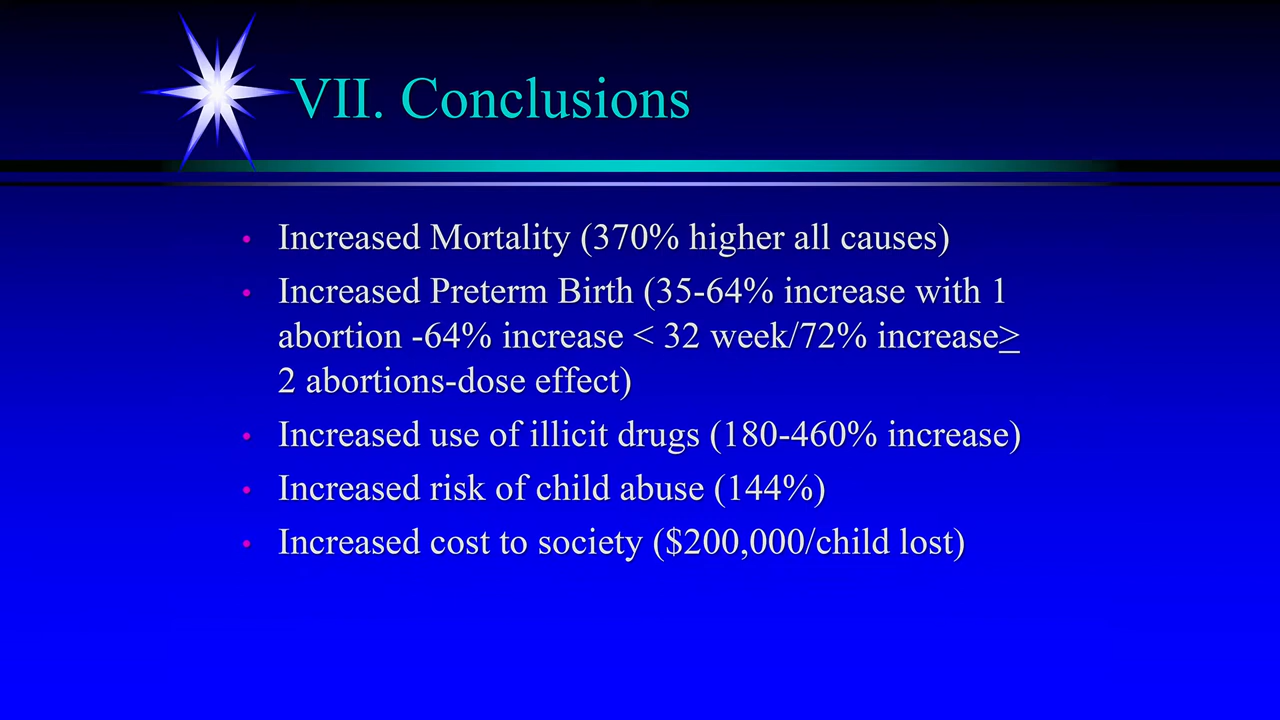 VII. Conclusions
• Increased Mortality (370% higher all causes)
• Increased Preterm Birth (35-64% increase with 1
abortion -64% increase < 32 week/72% increase≥
2 abortions-dose effect)
• Increased use of illicit drugs (180-460% increase)
• Increased risk of child abuse (144%)
• Increased cost to society ($200,000/child lost)